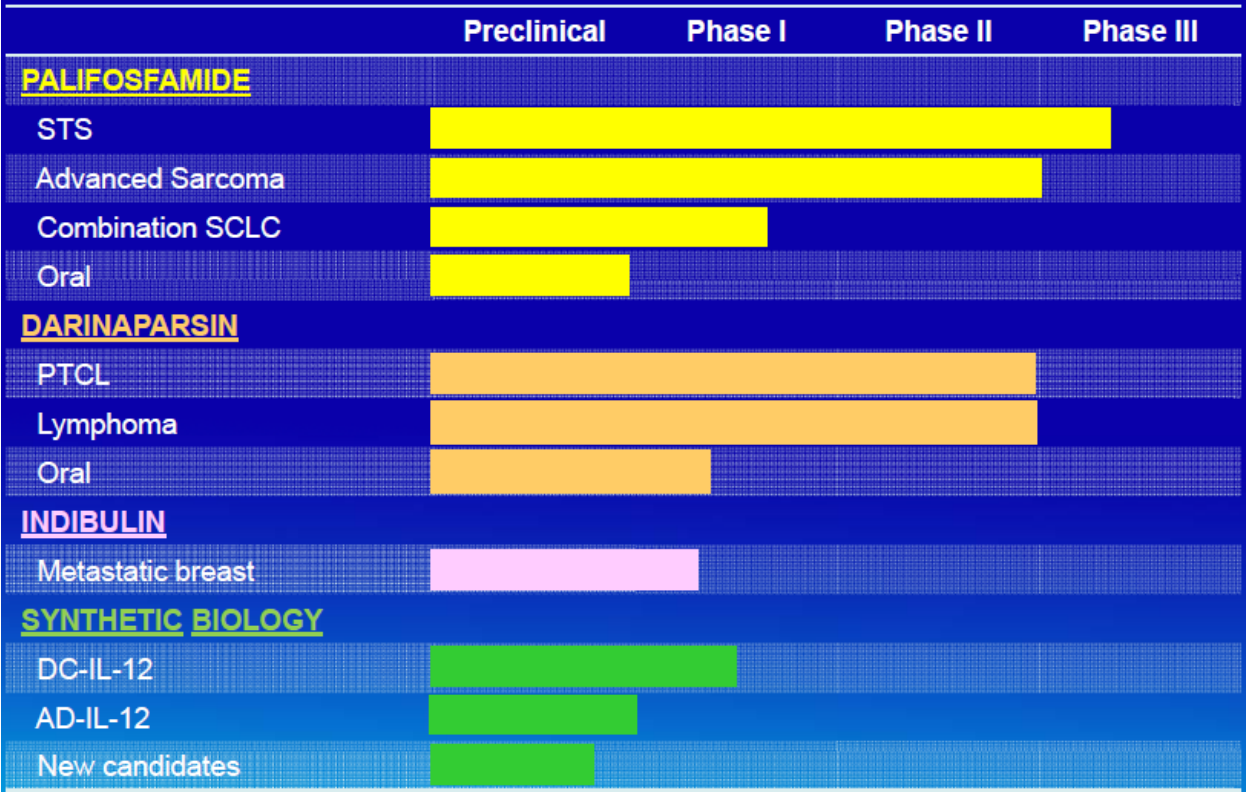 Preclinical Phase I Phase II Phase III
PALIFOSFAMIDE
STS
Advanced Sarcoma
Combination SCLC
Oral
DARINAPARSIN
PTCL
Lymphoma
Oral
INDIBULIN
Metastatic breast
SYNTHETIC BIOLOGY
DC-IL-12
AD-IL-12
New candidates